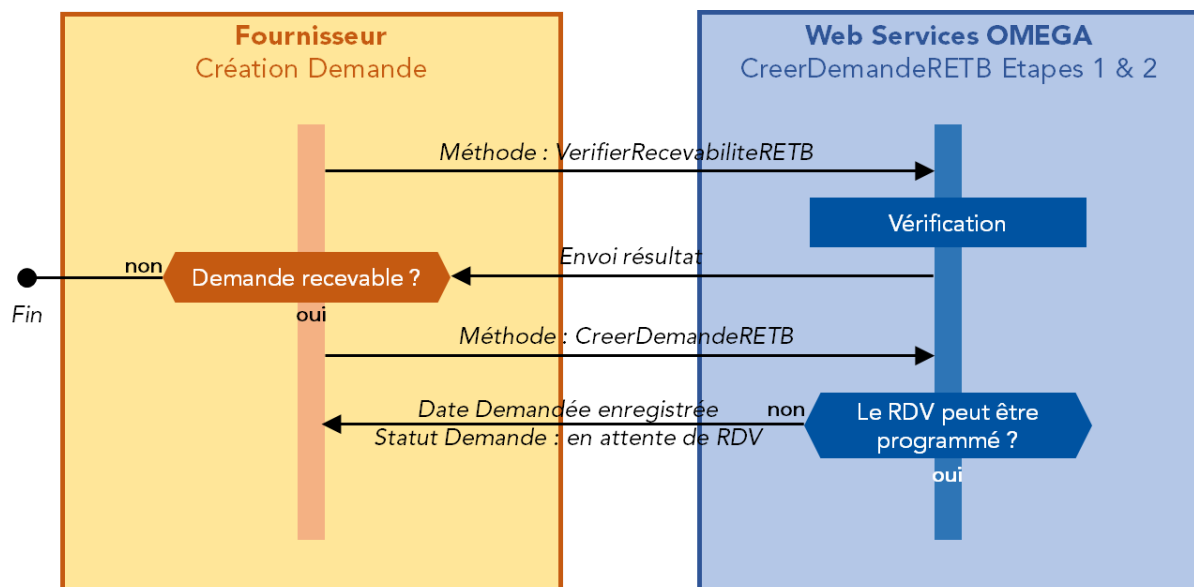 Fournisseur
Création Demande
Web Services OMEGA
CreerDemandeRETB Etapes 1 & 2
Méthode : VerifierRecevabiliteRETB
Vérification
Envoi résultat
non
Demande recevable ?
Fin
oui
Méthode : CreerDemandeRETB
Date Demandée enregistrée
Statut Demande : en attente de RDV
non
Le RDV peut être
programmé ?
oui